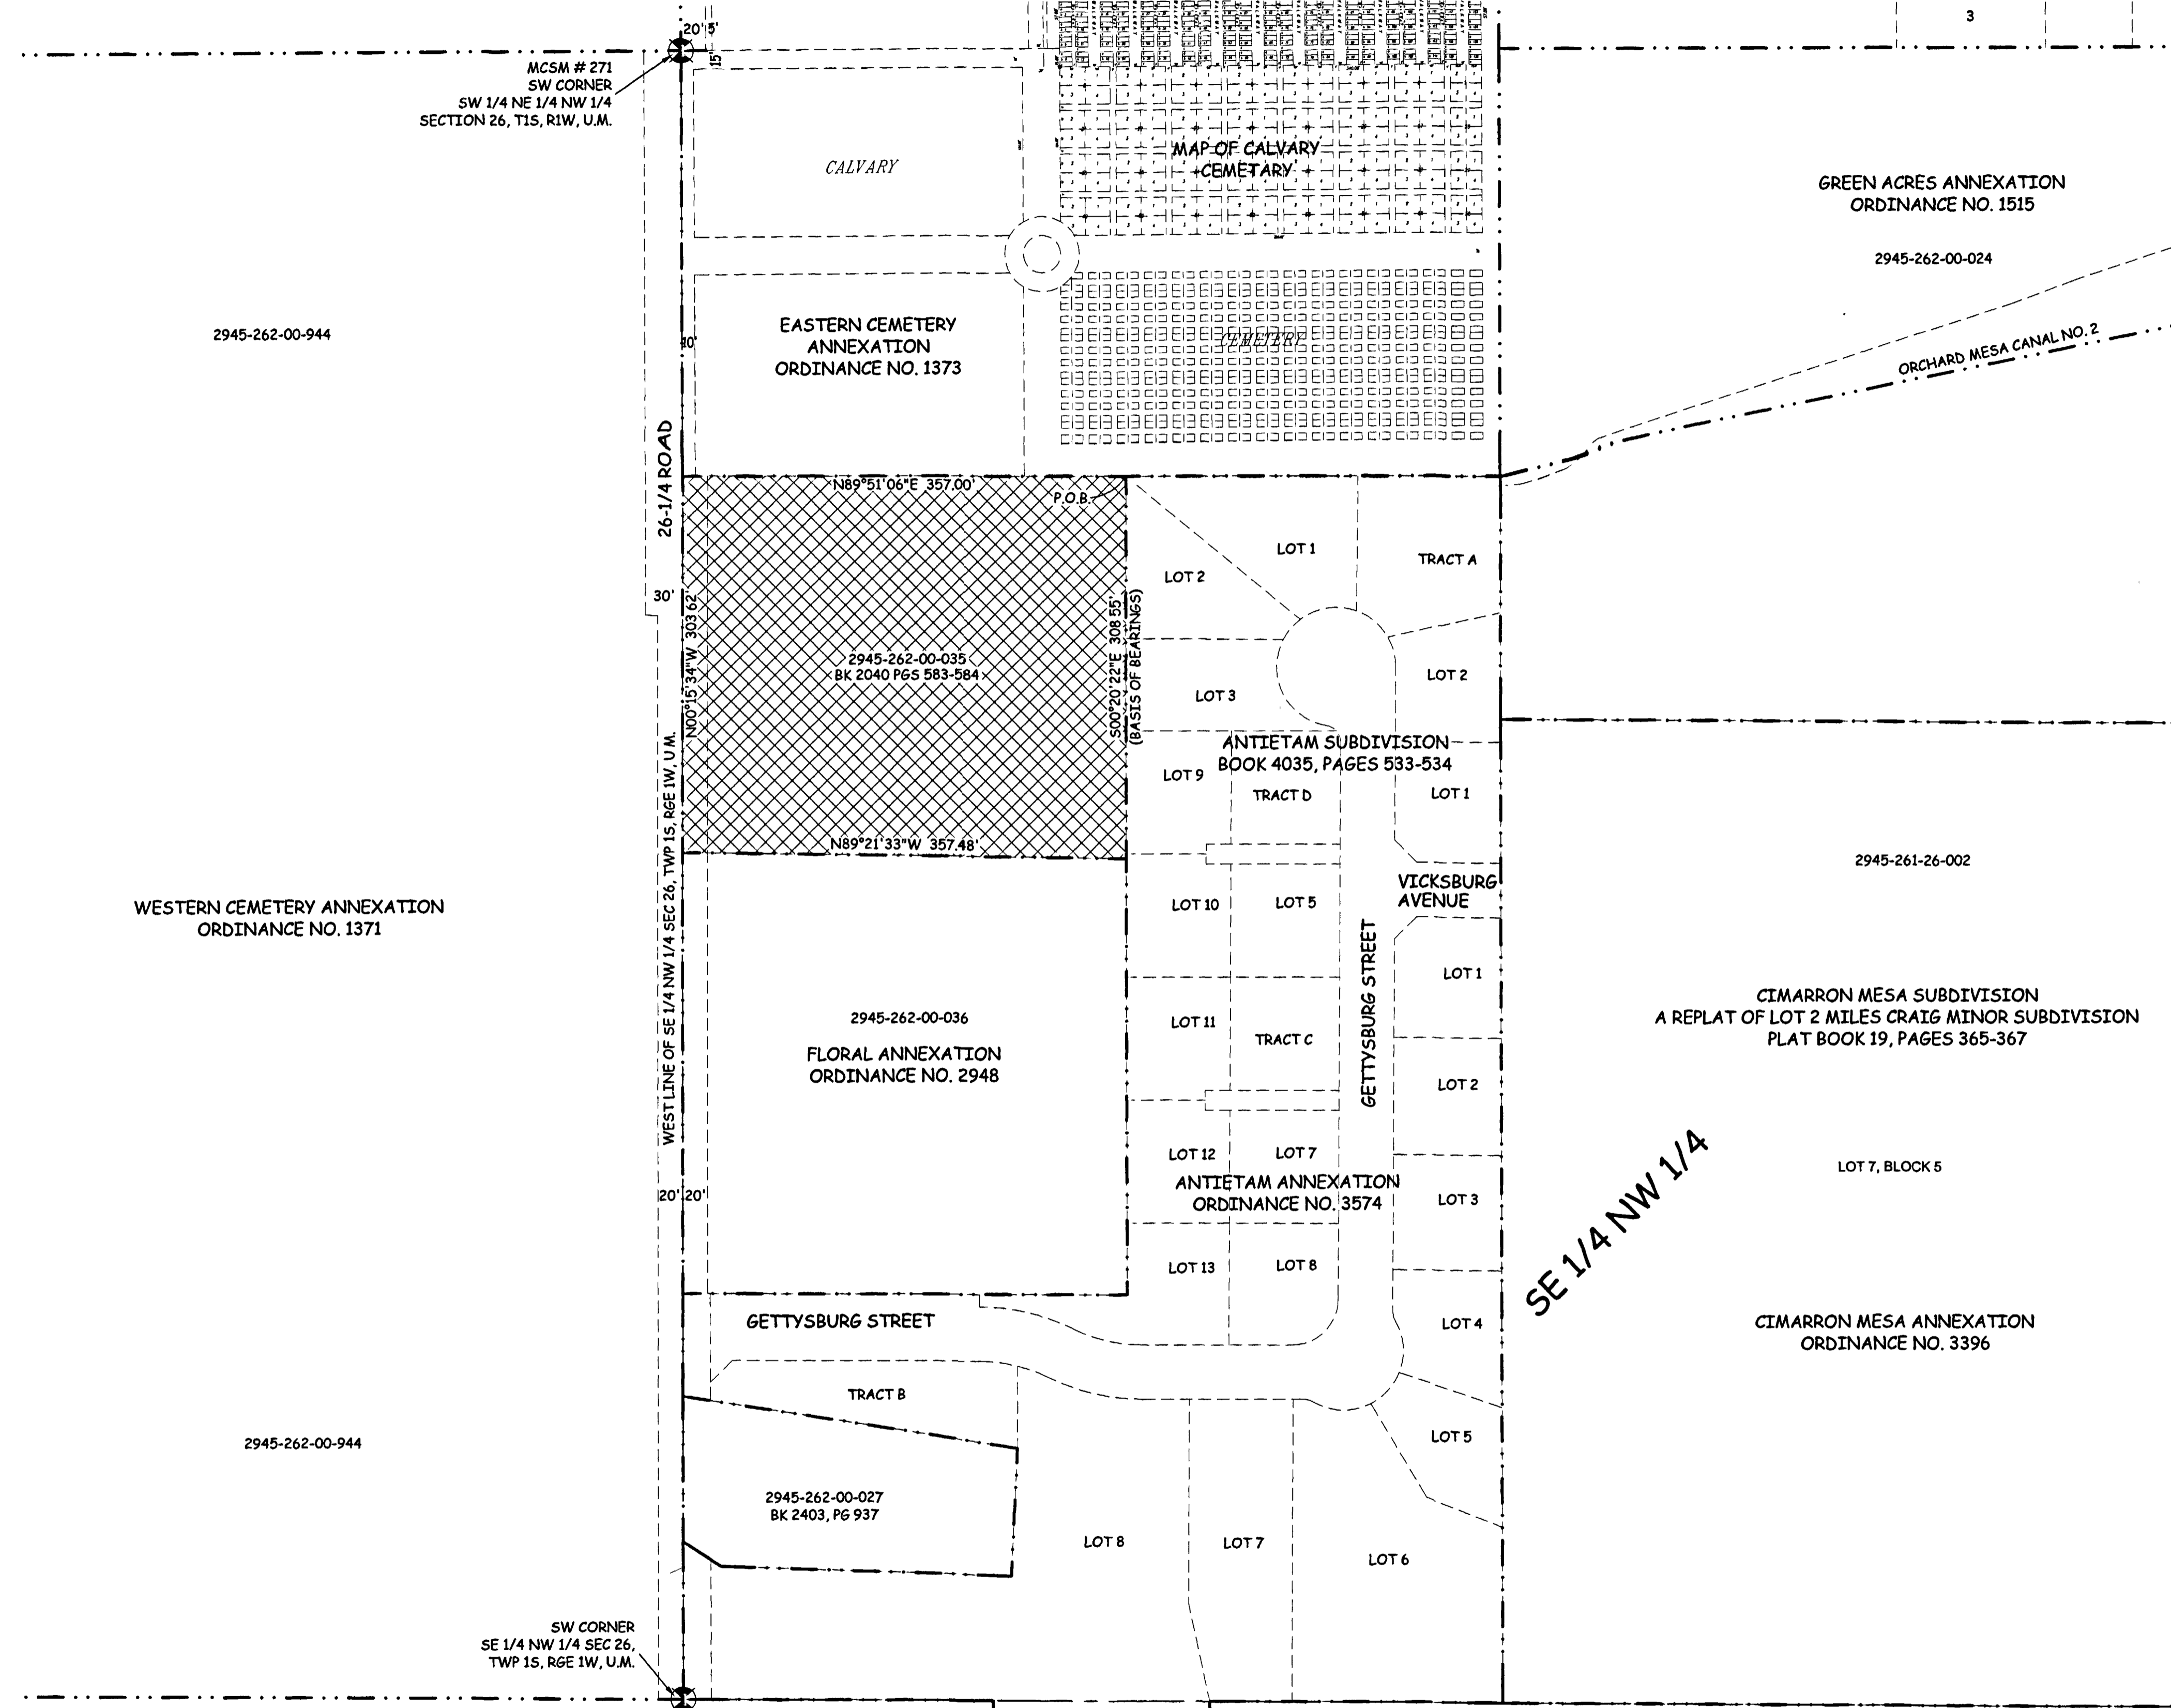 3
20' 5'
15'
MCSM # 271
SW CORNER
SW 1/4 NE 1/4 NW 1/4
SECTION 26, T1S, R1W, U.M.
CALVARY
MAP OF CALVARY
CEMETARY
GREEN ACRES ANNEXATION
ORDINANCE NO. 1515
2945-262-00-024
2945-262-00-944
EASTERN CEMETERY
ANNEXATION
ORDINANCE NO. 1373
40'
CEMETERY
ORCHARD MESA CANAL NO. 2
26-1/4 ROAD
N89°51'06"E 357.00'
P.O.B.
LOT 1
LOT 2
TRACT A
30'
N00°15'34"W 303 62'
2945-262-00-035
BK 2040 PGS 583-584
S00°20'22"E 308 55'
(BASIS OF BEARINGS)
LOT 3
LOT 2
ANTIETAM SUBDIVISION
BOOK 4035, PAGES 533-534
LOT 9
TRACT D
LOT 1
N89°21'33"W 357.48'
WEST LINE OF SE 1/4 NW 1/4 SEC 26, TWP 1S, RGE 1W, U.M.
2945-261-26-002
VICKSBURG
AVENUE
WESTERN CEMETERY ANNEXATION
ORDINANCE NO. 1371
LOT 10
LOT 5
GETTYSBURG STREET
LOT 1
2945-262-00-036
FLORAL ANNEXATION
ORDINANCE NO. 2948
LOT 11
TRACT C
CIMARRON MESA SUBDIVISION
A REPLAT OF LOT 2 MILES CRAIG MINOR SUBDIVISION
PLAT BOOK 19, PAGES 365-367
LOT 2
LOT 12
LOT 7
ANTIETAM ANNEXATION
ORDINANCE NO. 3574
LOT 3
SE 1/4 NW 1/4
LOT 7, BLOCK 5
20' 20'
LOT 13
LOT 8
GETTYSBURG STREET
LOT 4
CIMARRON MESA ANNEXATION
ORDINANCE NO. 3396
TRACT B
2945-262-00-944
LOT 5
2945-262-00-027
BK 2403, PG 937
LOT 8
LOT 7
LOT 6
SW CORNER
SE 1/4 NW 1/4 SEC 26,
TWP 1S, RGE 1W, U.M.